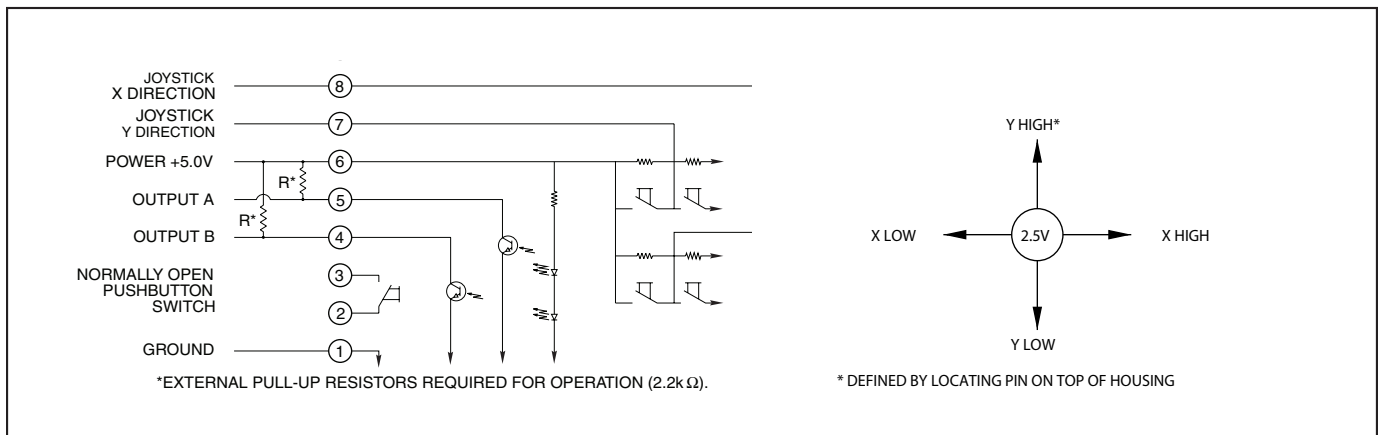 JOYSTICK
X DIRECTION
8
JOYSTICK
Y DIRECTION
7
POWER +5.0V
6
R*
OUTPUT A
5
R*
OUTPUT B
4
NORMALLY OPEN
PUSHBUTTON
SWITCH
3
2
GROUND
1
*EXTERNAL PULL-UP RESISTORS REQUIRED FOR OPERATION (2.2kΩ).
Y HIGH*
X LOW
2.5V
X HIGH
Y LOW
* DEFINED BY LOCATING PIN ON TOP OF HOUSING